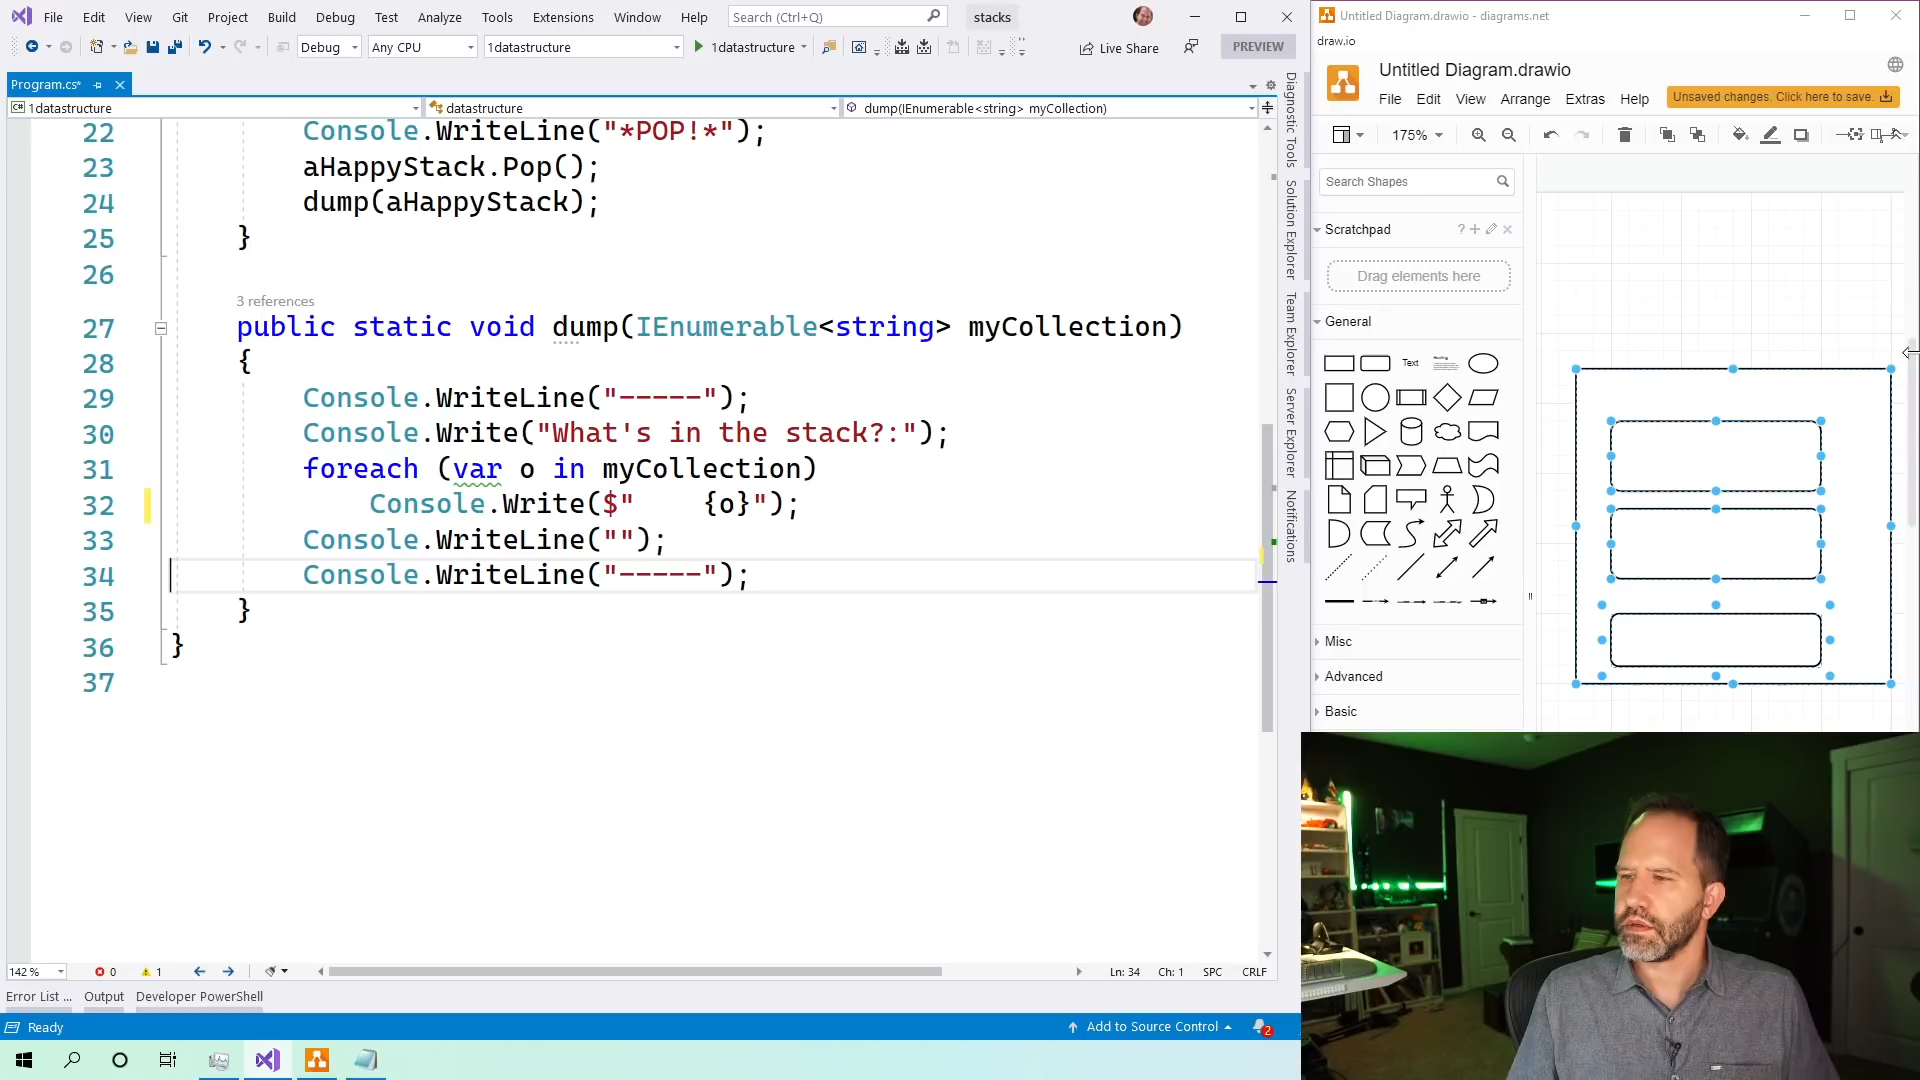 File Edit View Git Project Build Debug Test Analyze Tools Extensions Window Help Search (Ctrl+Q) stacks
Debug Any CPU 1datastructure 1datastructure Live Share PREVIEW
Program.cs*
1datastructure datastructure dump(IEnumerable<string> myCollection)
22 Console.WriteLine("*POP!*");
23 aHappyStack.Pop();
24 dump(aHappyStack);
25 }
26
3 references
27 public static void dump(IEnumerable<string> myCollection)
28 {
29 Console.WriteLine("-----");
30 Console.Write("What's in the stack?:");
31 foreach (var o in myCollection)
32 Console.Write($"    {o}");
33 Console.WriteLine("");
34 Console.WriteLine("-----");
35 }
36 }
37
142 % 0 1 Ln: 34 Ch: 1 SPC CRLF
Error List ... Output Developer PowerShell
Ready Add to Source Control 2
Diagnostic Tools
Solution Explorer
Team Explorer
Server Explorer
Notifications
Untitled Diagram.drawio - diagrams.net
draw.io
Untitled Diagram.drawio
File Edit View Arrange Extras Help Unsaved changes. Click here to save.
175%
Search Shapes
Scratchpad ?
Drag elements here
General
Text
Misc
Advanced
Basic